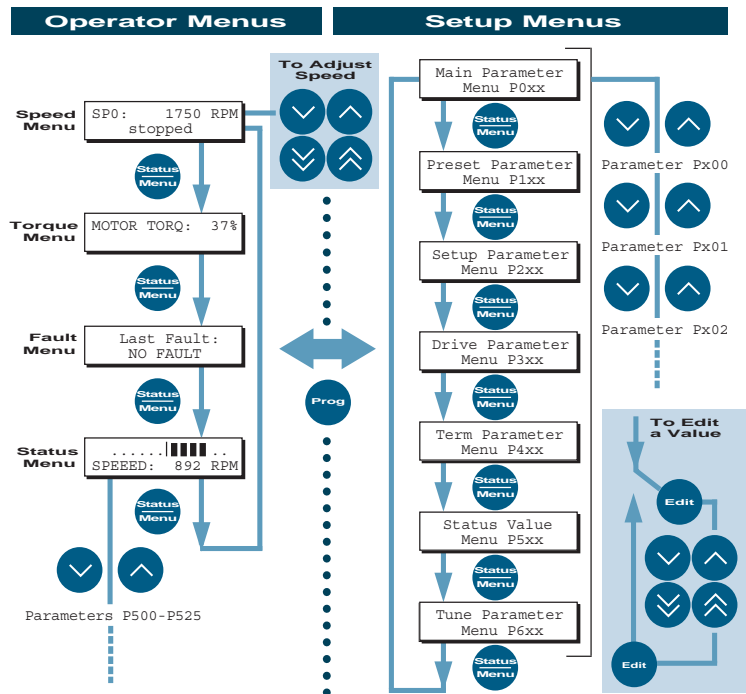 Operator Menus
Setup Menus
Speed
Menu
SP0: 1750 RPM
stopped
To Adjust
Speed
Status
Menu
Torque
Menu
MOTOR TORQ: 37%
Status
Menu
Fault
Menu
Last Fault:
NO FAULT
Status
Menu
Status
Menu
......|▮▮▮▮..
SPEEED: 892 RPM
Status
Menu
Parameters P500-P525
Prog
Main Parameter
Menu P0xx
Status
Menu
Preset Parameter
Menu P1xx
Status
Menu
Setup Parameter
Menu P2xx
Status
Menu
Drive Parameter
Menu P3xx
Status
Menu
Term Parameter
Menu P4xx
Status
Menu
Status Value
Menu P5xx
Status
Menu
Tune Parameter
Menu P6xx
Status
Menu
Parameter Px00
Parameter Px01
Parameter Px02
To Edit
a Value
Edit
Edit